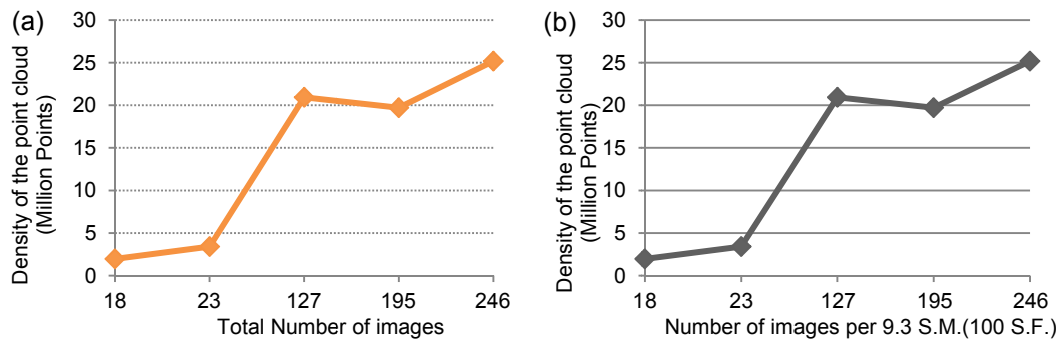 (a)
Density of the point cloud
(Million Points)
30
25
20
15
10
5
0
18 23 127 195 246
Total Number of images
(b)
Density of the point cloud
(Million Points)
30
25
20
15
10
5
0
18 23 127 195 246
Number of images per 9.3 S.M.(100 S.F.)